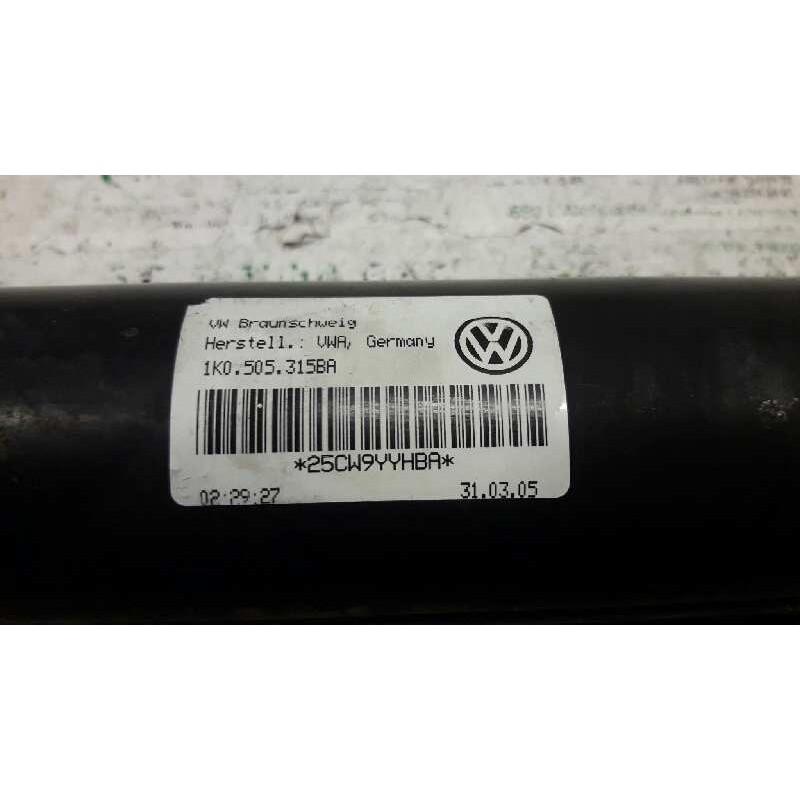 VW Braunschweig
Herstell.: VWA, Germany
1K0.505.315BA
*25CW9YYHBA*
02:29:27 31.03.05